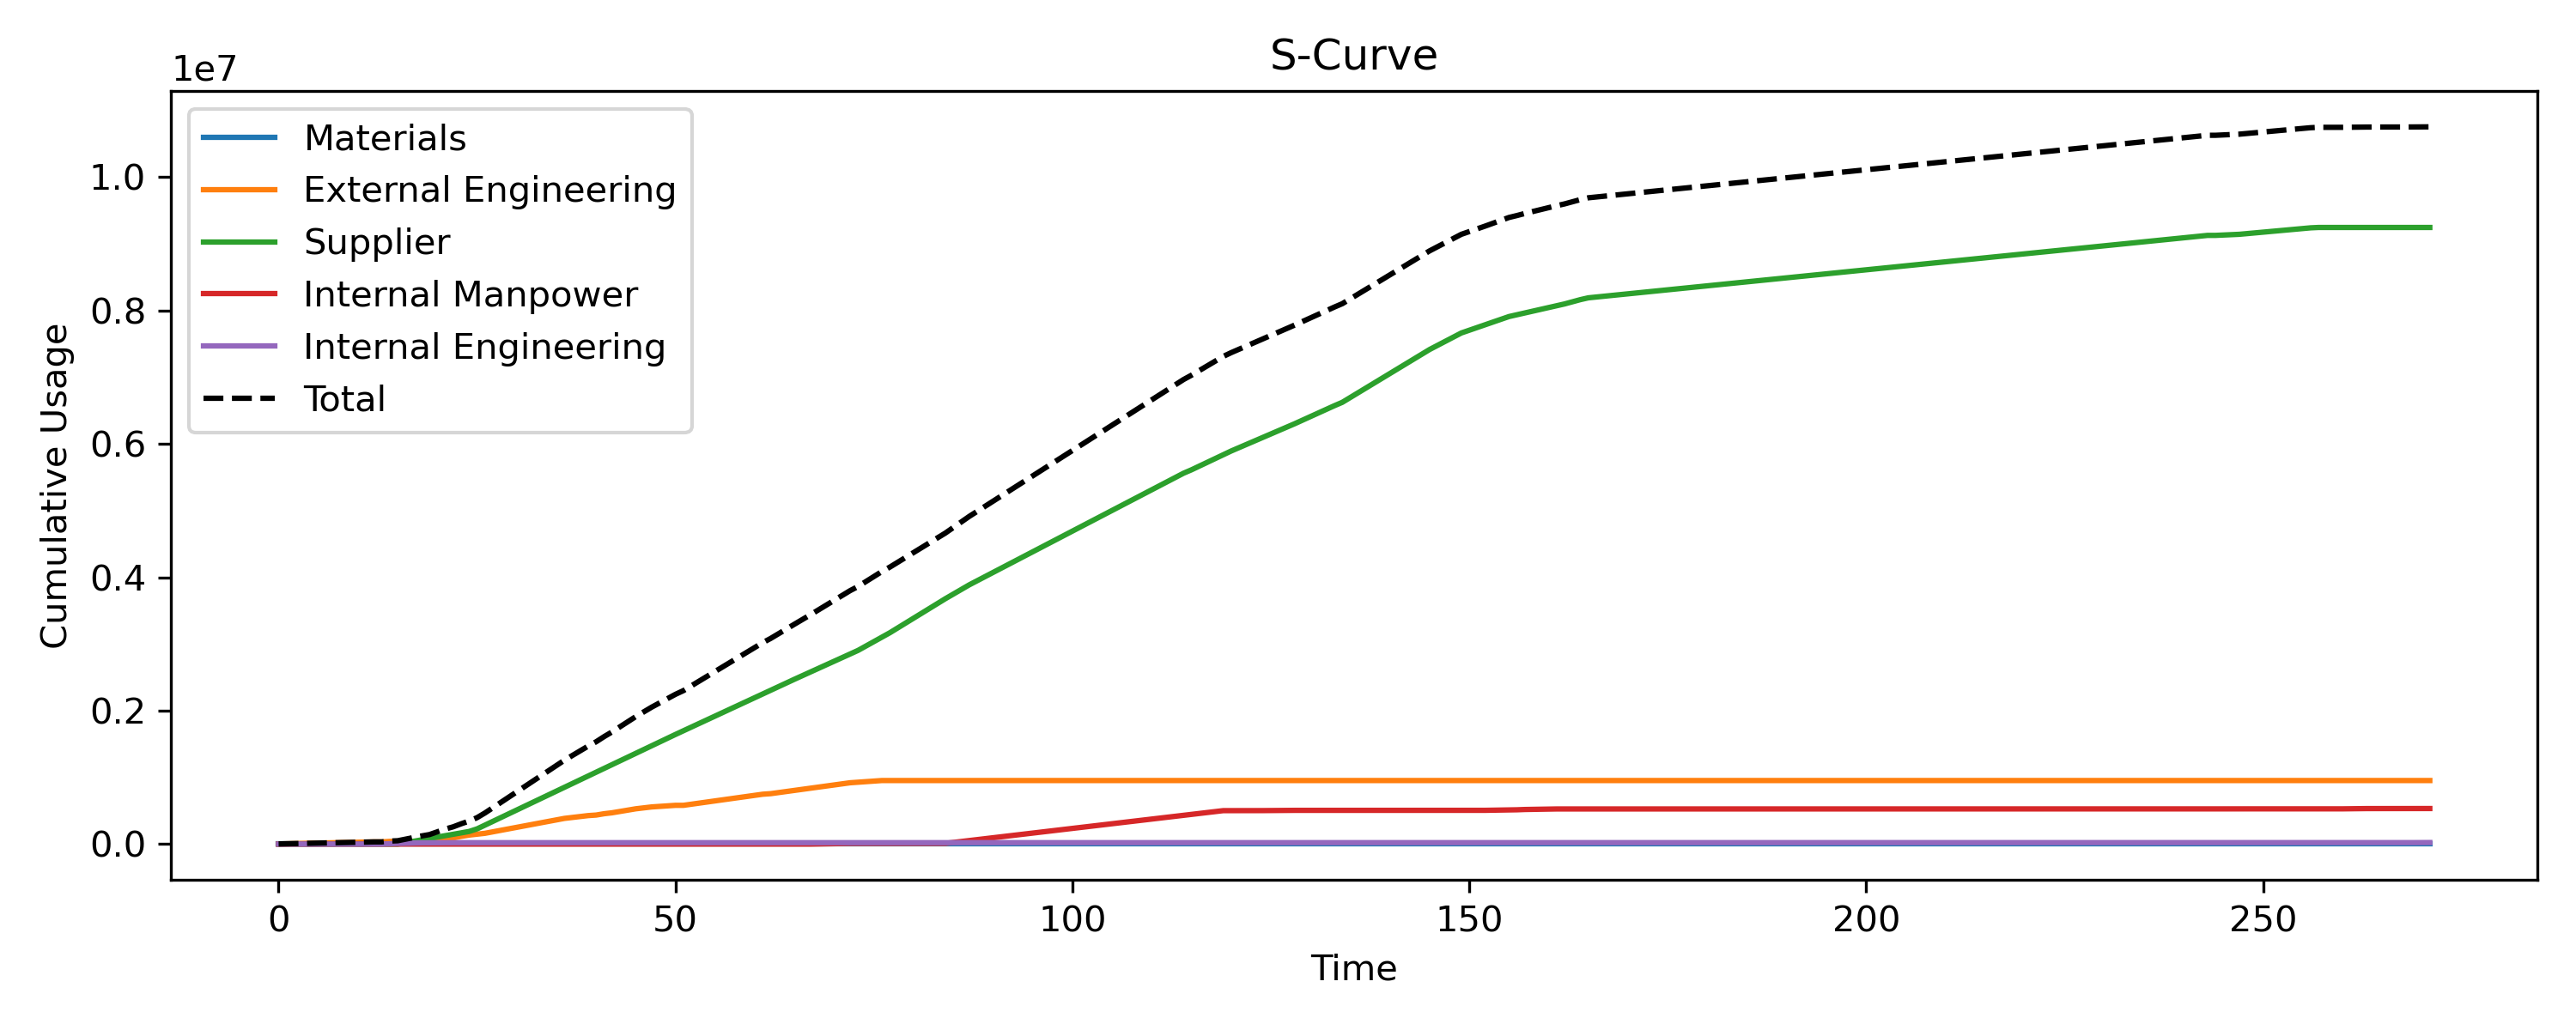 S-Curve
1e7
Materials
External Engineering
Supplier
Internal Manpower
Internal Engineering
Total
1.0
0.8
0.6
0.4
0.2
0.0
Cumulative Usage
0 50 100 150 200 250
Time